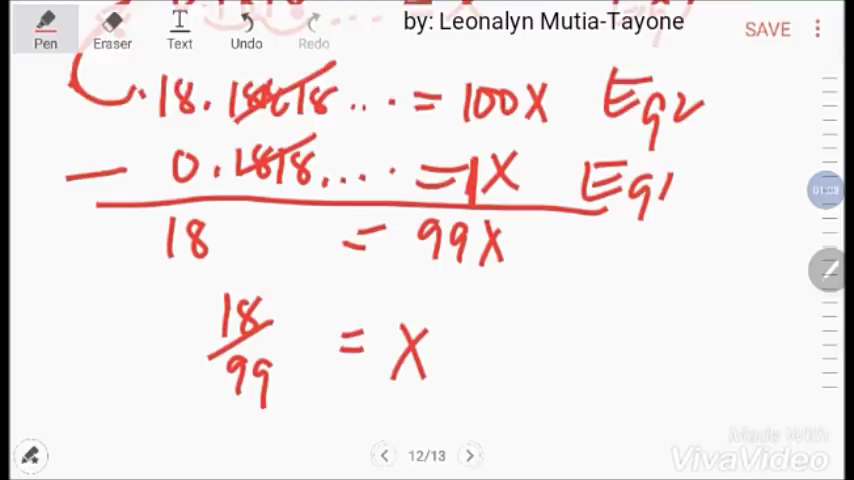 by: Leonalyn Mutia-Tayone
SAVE
Pen
Eraser
Text
Undo
Redo
18.1818... = 100X Eq2
- 0.1818.... = 1X Eq1
18 = 99X
18/99 = X
12/13
Made With
VivaVideo